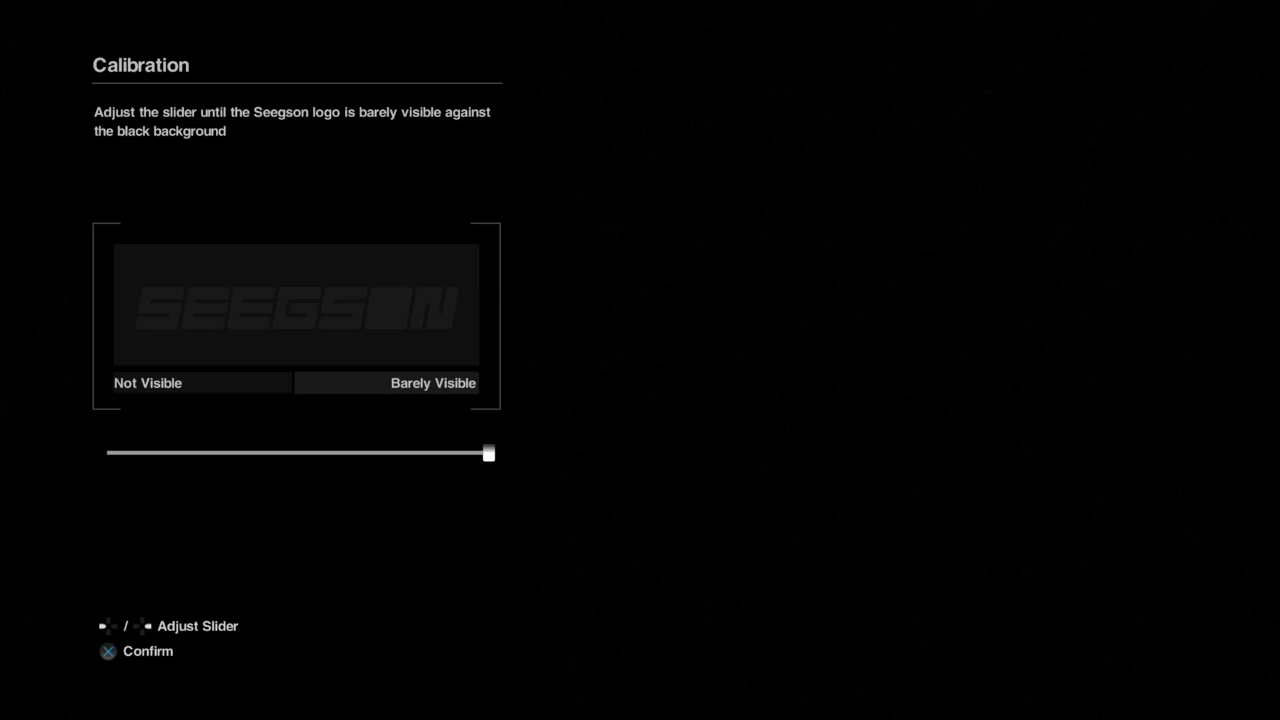 Calibration
Adjust the slider until the Seegson logo is barely visible against
the black background
SEEGSON
Not Visible
Barely Visible
/ Adjust Slider
Confirm